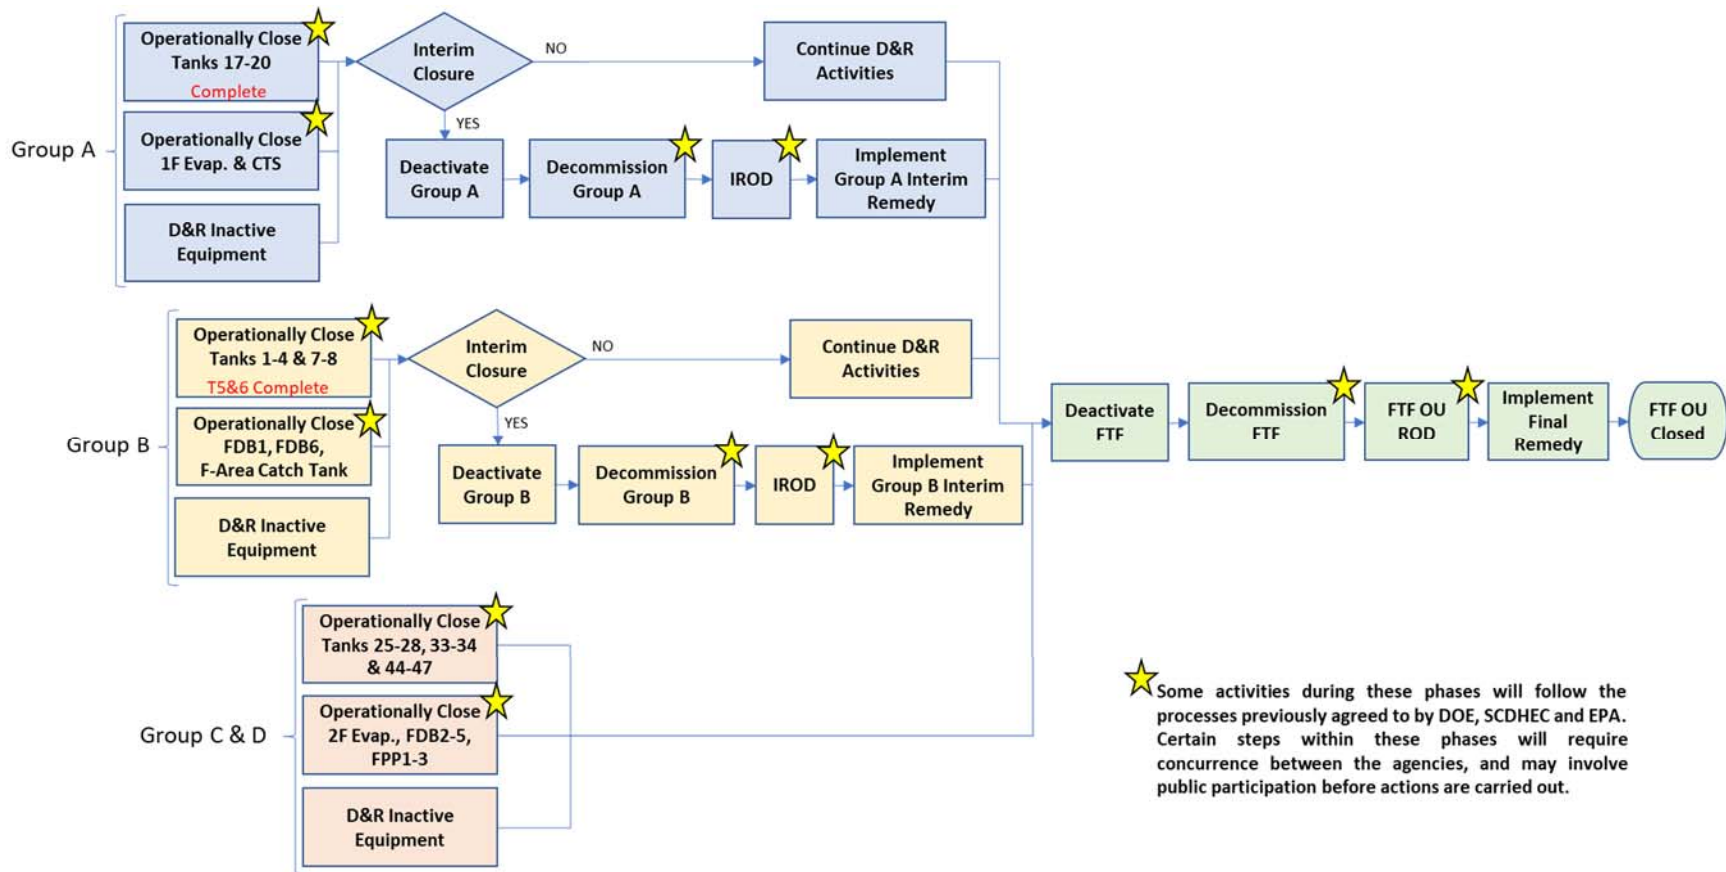 Group A
Operationally Close
Tanks 17-20
Complete
Operationally Close
1F Evap. & CTS
D&R Inactive
Equipment
Interim
Closure
NO
YES
Continue D&R
Activities
Deactivate
Group A
Decommission
Group A
IROD
Implement
Group A Interim
Remedy
Group B
Operationally Close
Tanks 1-4 & 7-8
T5&6 Complete
Operationally Close
FDB1, FDB6,
F-Area Catch Tank
D&R Inactive
Equipment
Interim
Closure
NO
YES
Continue D&R
Activities
Deactivate
Group B
Decommission
Group B
IROD
Implement
Group B Interim
Remedy
Group C & D
Operationally Close
Tanks 25-28, 33-34
& 44-47
Operationally Close
2F Evap., FDB2-5,
FPP1-3
D&R Inactive
Equipment
Deactivate
FTF
Decommission
FTF
FTF OU
ROD
Implement
Final
Remedy
FTF OU
Closed
Some activities during these phases will follow the
processes previously agreed to by DOE, SCDHEC and EPA.
Certain steps within these phases will require
concurrence between the agencies, and may involve
public participation before actions are carried out.